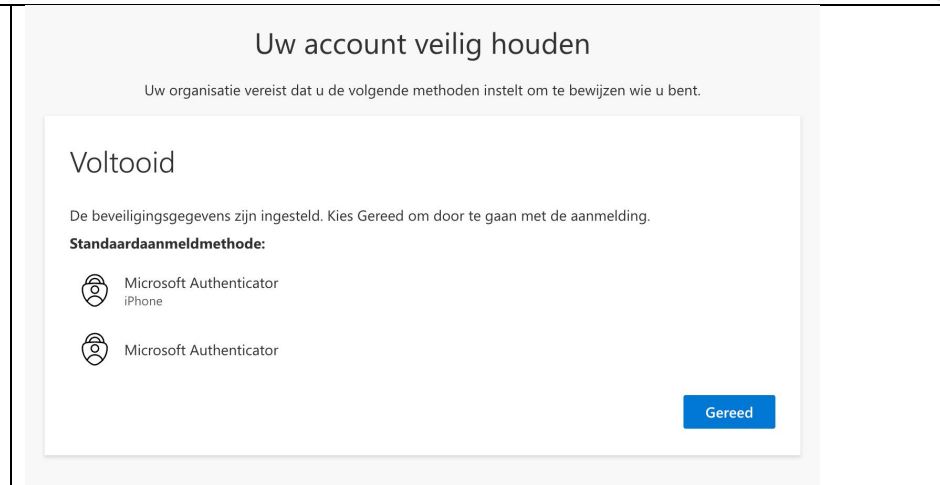 Uw account veilig houden
Uw organisatie vereist dat u de volgende methoden instelt om te bewijzen wie u bent.
Voltooid
De beveiligingsgegevens zijn ingesteld. Kies Gereed om door te gaan met de aanmelding.
Standaardaanmeldmethode:
Microsoft Authenticator
iPhone
Microsoft Authenticator
Gereed